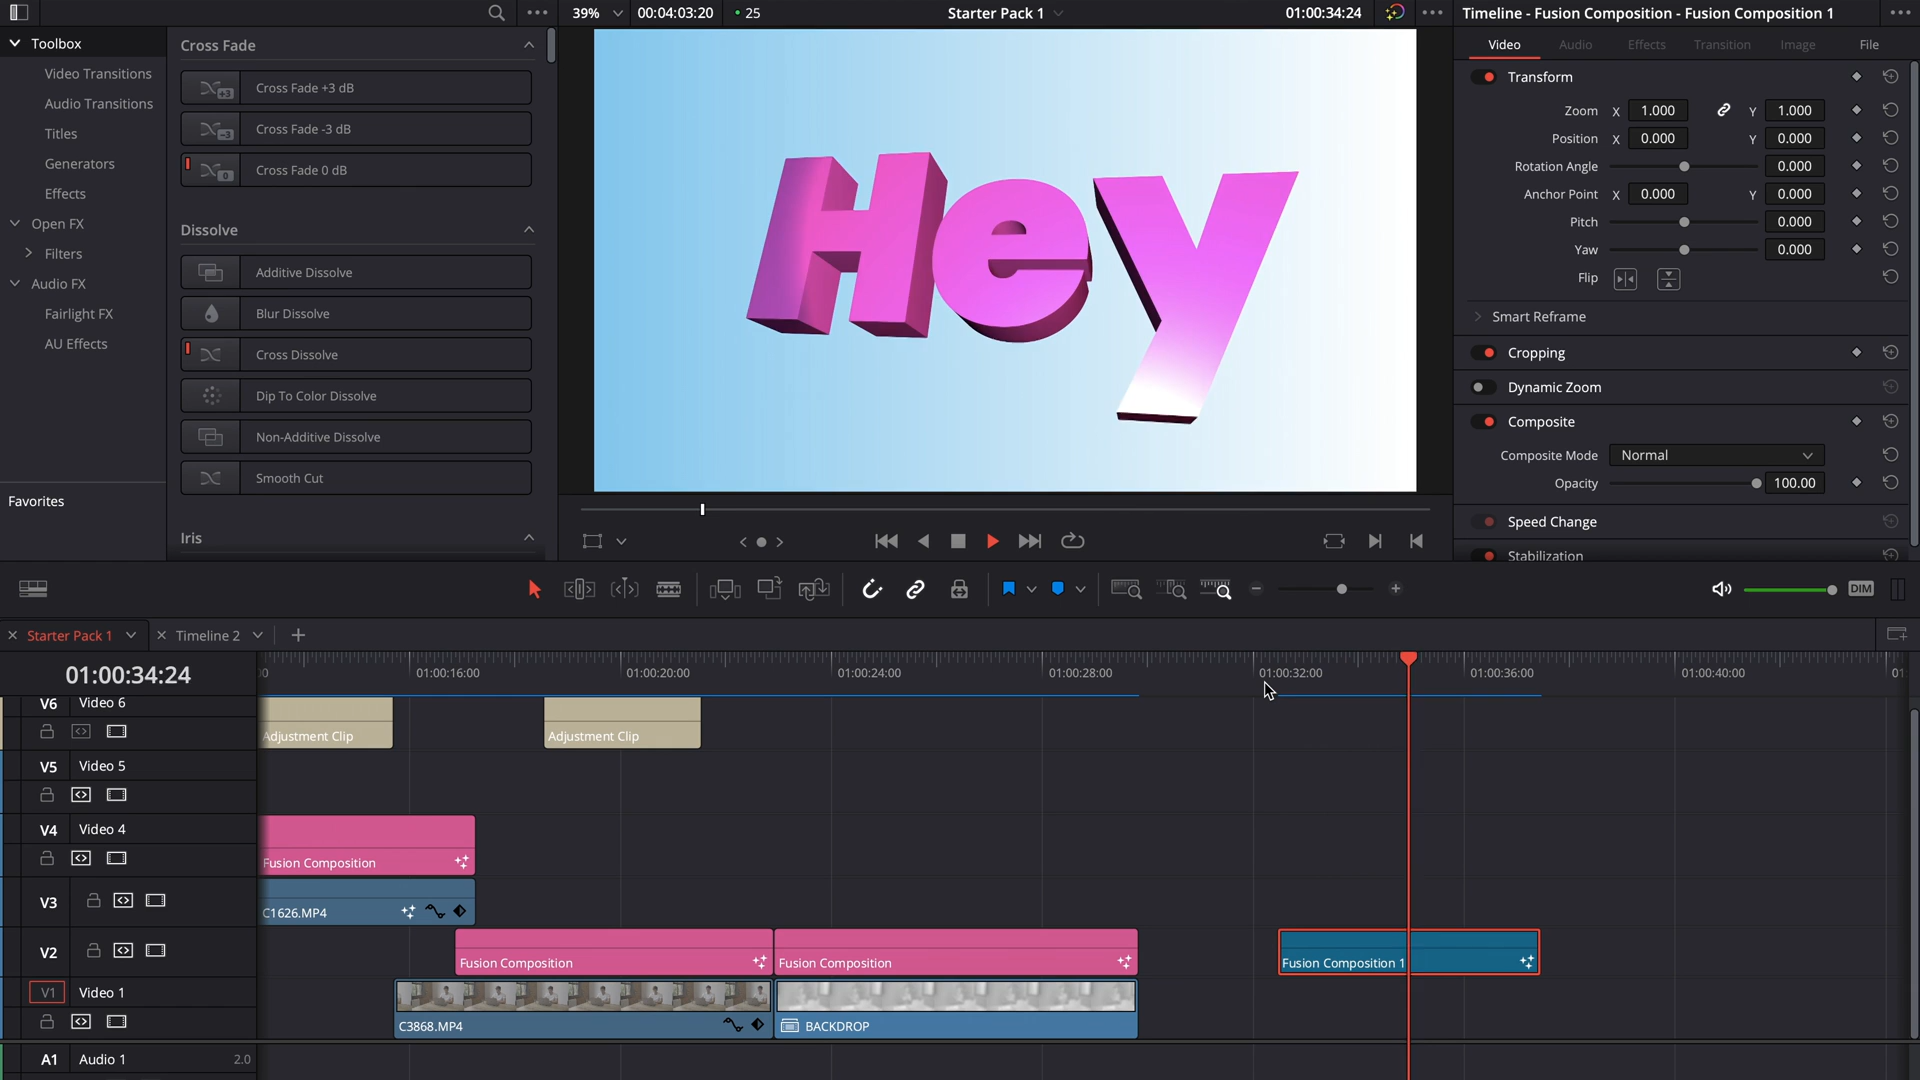 39%
00:04:03:20
25
Starter Pack 1
01:00:34:24
Timeline - Fusion Composition - Fusion Composition 1
Toolbox
Video Transitions
Audio Transitions
Titles
Generators
Effects
Open FX
Filters
Audio FX
Fairlight FX
AU Effects
Favorites
Cross Fade
+3
Cross Fade +3 dB
-3
Cross Fade -3 dB
0
Cross Fade 0 dB
Dissolve
Additive Dissolve
Blur Dissolve
Cross Dissolve
Dip To Color Dissolve
Non-Additive Dissolve
Smooth Cut
Iris
Hey
Video Audio Effects Transition Image File
Transform
Zoom X 1.000 Y 1.000
Position X 0.000 Y 0.000
Rotation Angle 0.000
Anchor Point X 0.000 Y 0.000
Pitch 0.000
Yaw 0.000
Flip
Smart Reframe
Cropping
Dynamic Zoom
Composite
Composite Mode Normal
Opacity 100.00
Speed Change
Stabilization
DIM
Starter Pack 1
Timeline 2
01:00:34:24
01:00:16:00 01:00:20:00 01:00:24:00 01:00:28:00 01:00:32:00 01:00:36:00 01:00:40:00
V6 Video 6
Adjustment Clip
Adjustment Clip
V5 Video 5
V4 Video 4
Fusion Composition
V3
C1626.MP4
V2
Fusion Composition
Fusion Composition
Fusion Composition 1
V1 Video 1
C3868.MP4
BACKDROP
A1 Audio 1 2.0